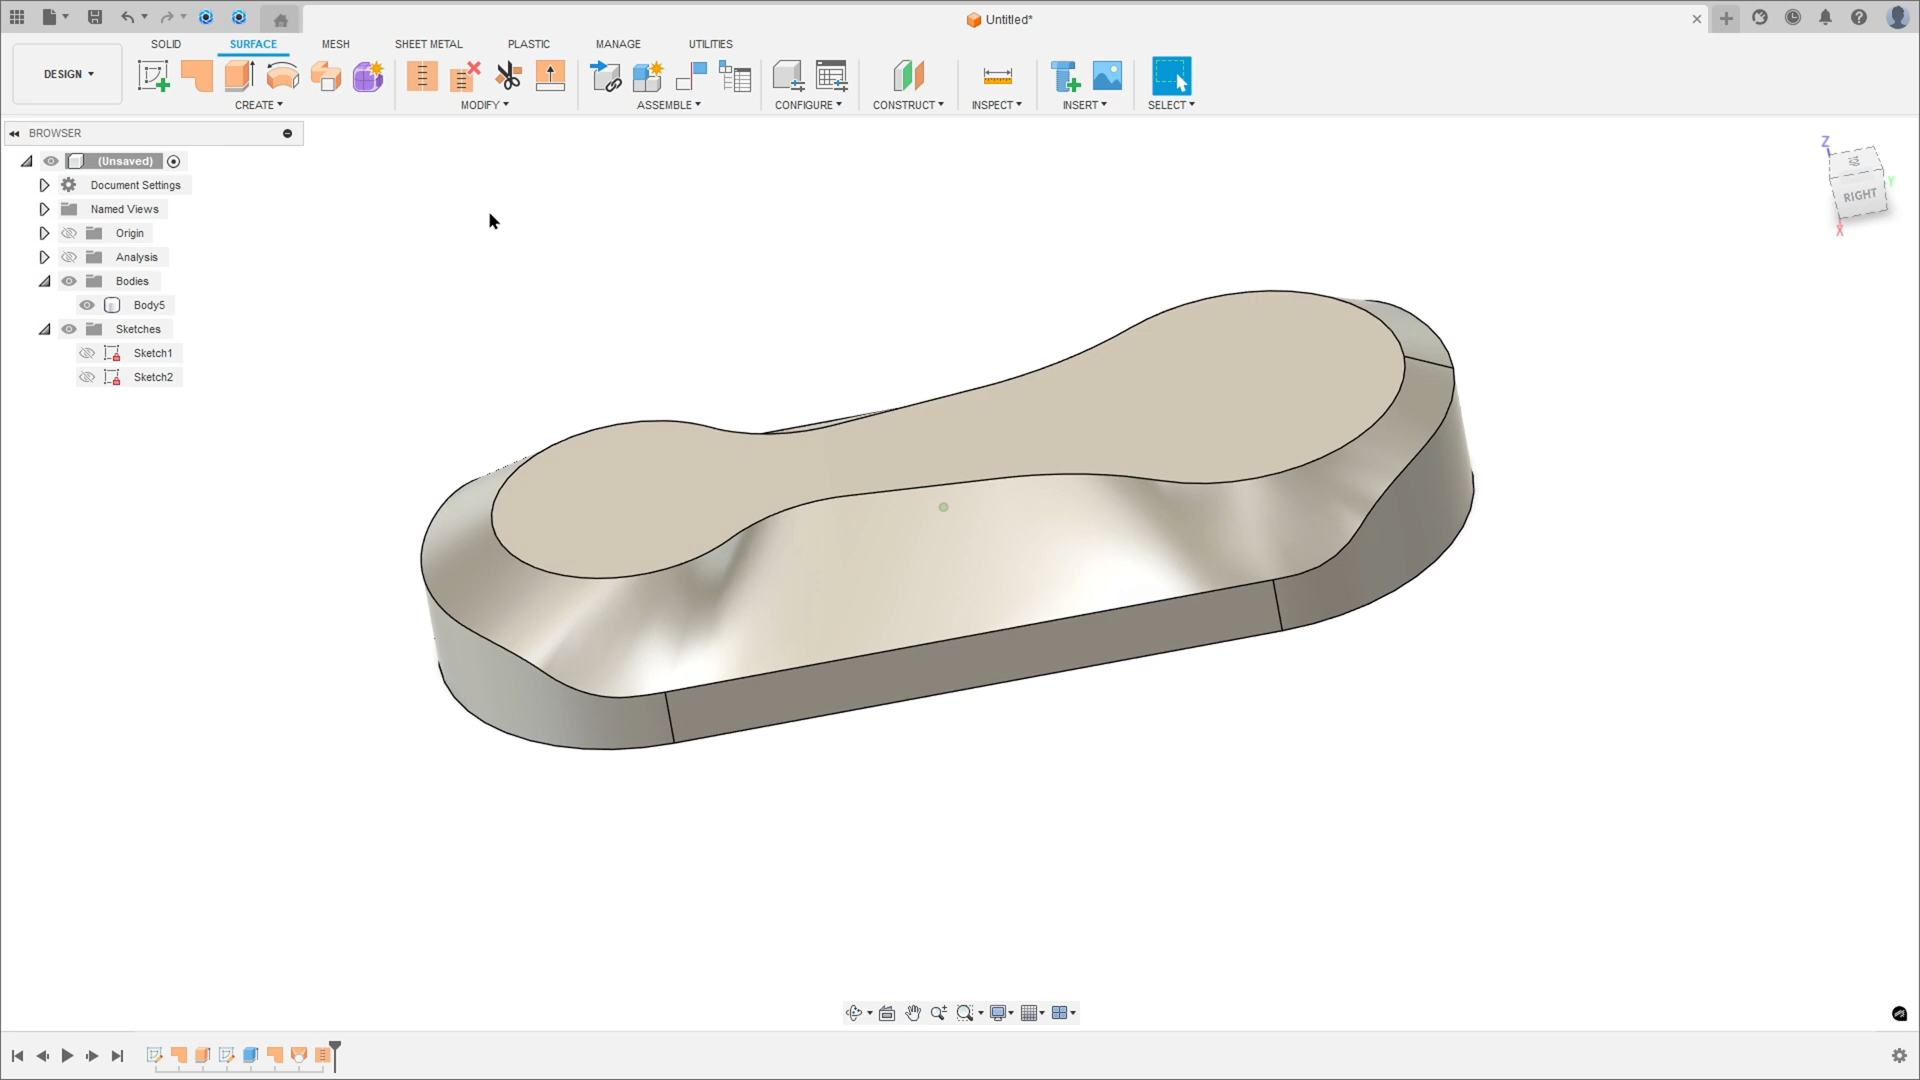 Untitled*
SOLID SURFACE MESH SHEET METAL PLASTIC MANAGE UTILITIES
DESIGN
CREATE MODIFY ASSEMBLE CONFIGURE CONSTRUCT INSPECT INSERT SELECT
BROWSER
(Unsaved)
Document Settings
Named Views
Origin
Analysis
Bodies
Body5
Sketches
Sketch1
Sketch2
Z
Y
RIGHT
X